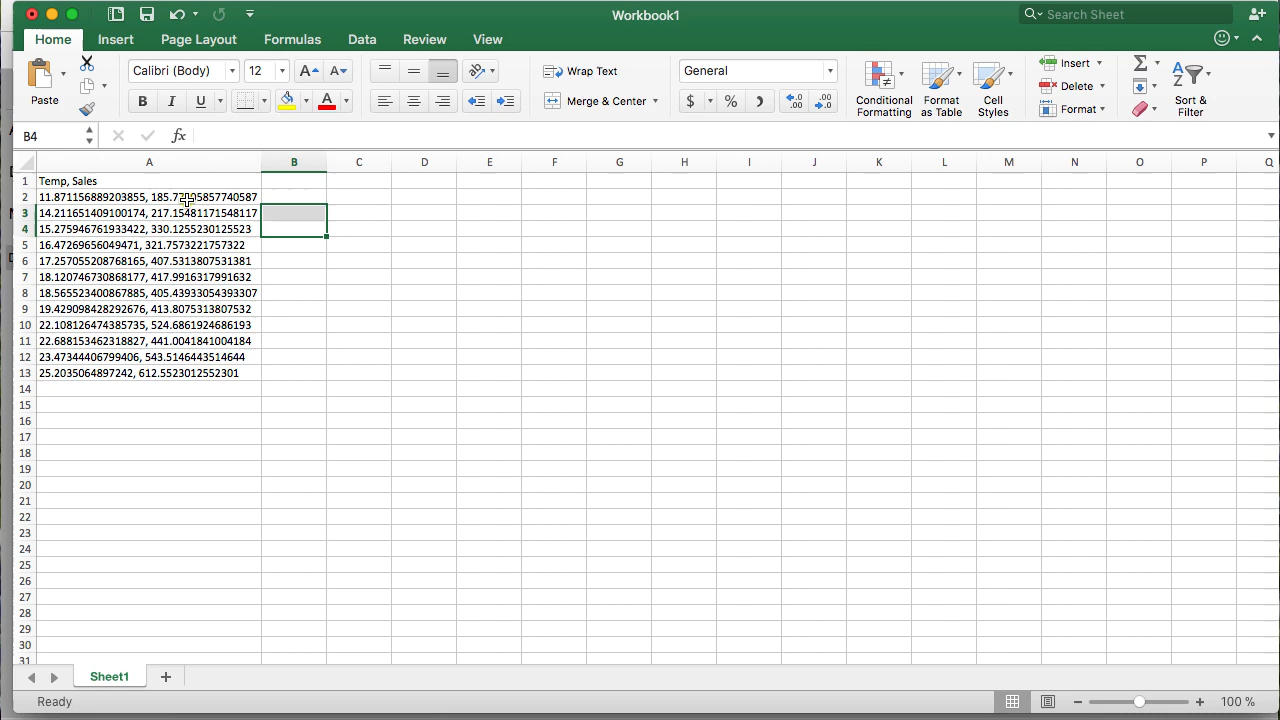 Workbook1
Search Sheet
Home Insert Page Layout Formulas Data Review View
Paste
Calibri (Body) 12
Wrap Text
Merge & Center
General
Conditional Formatting
Format as Table
Cell Styles
Insert
Delete
Format
Sort & Filter
B4
fx
A B C D E F G H I J K L M N O P Q
1 Temp, Sales
2 11.871156889203855,
3 14.211651409100174, 217.15481171548117
4 15.275946761933422, 330.1255230125523
5 16.47269656049471, 321.7573221757322
6 17.257055208768165, 407.5313807531381
7 18.120746730868177, 417.9916317991632
8 18.565523400867885, 405.43933054393307
9 19.429098428292676, 413.8075313807532
10 22.108126474385735, 524.6861924686193
11 22.688153462318827, 441.0041841004184
12 23.47344406799406, 543.5146443514644
13 25.2035064897242, 612.5523012552301
14
15
16
17
18
19
20
21
22
23
24
25
26
27
28
29
30
31
Sheet1
Ready
100 %